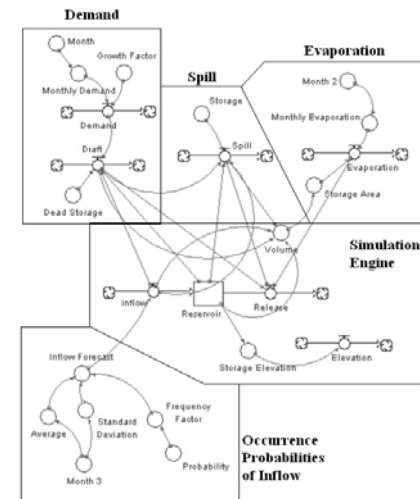 Demand
Month
Growth Factor
Monthly Demand
Demand
Draft
Dead Storage
Spill
Storage
Spill
Evaporation
Month 2
Monthly Evaporation
Evaporation
Storage Area
Volume
Simulation
Engine
inflow
Reservoir
Release
Storage Elevation
Elevation
Inflow Forecast
Average
Standard
Deviation
Frequency
Factor
Month 3
Probability
Occurrence
Probabilities
of Inflow